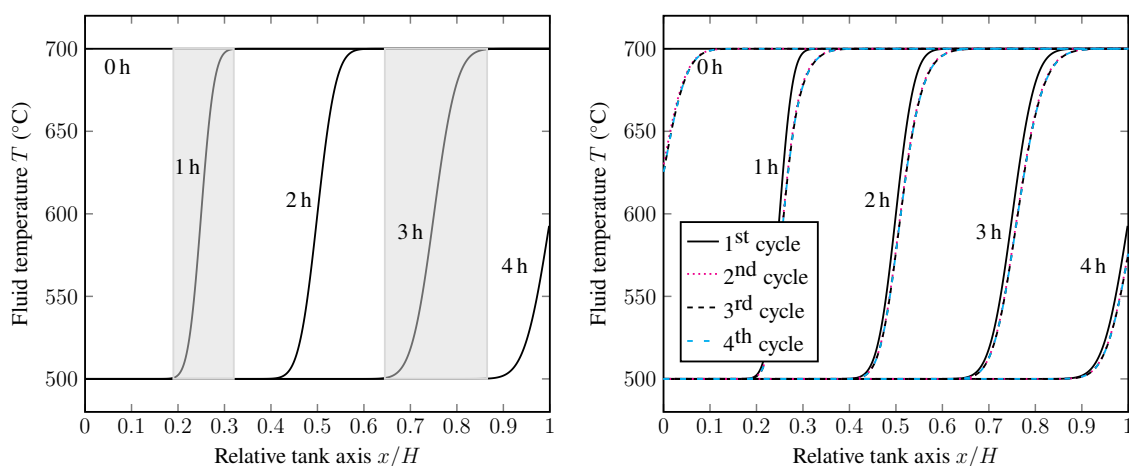 700
650
600
550
500
0 h
1 h
2 h
3 h
4 h
0 0.1 0.2 0.3 0.4 0.5 0.6 0.7 0.8 0.9 1
Fluid temperature T (°C)
Relative tank axis x/H
700
650
600
550
500
0 h
1 h
2 h
3 h
4 h
1st cycle
2nd cycle
3rd cycle
4th cycle
0 0.1 0.2 0.3 0.4 0.5 0.6 0.7 0.8 0.9 1
Fluid temperature T (°C)
Relative tank axis x/H